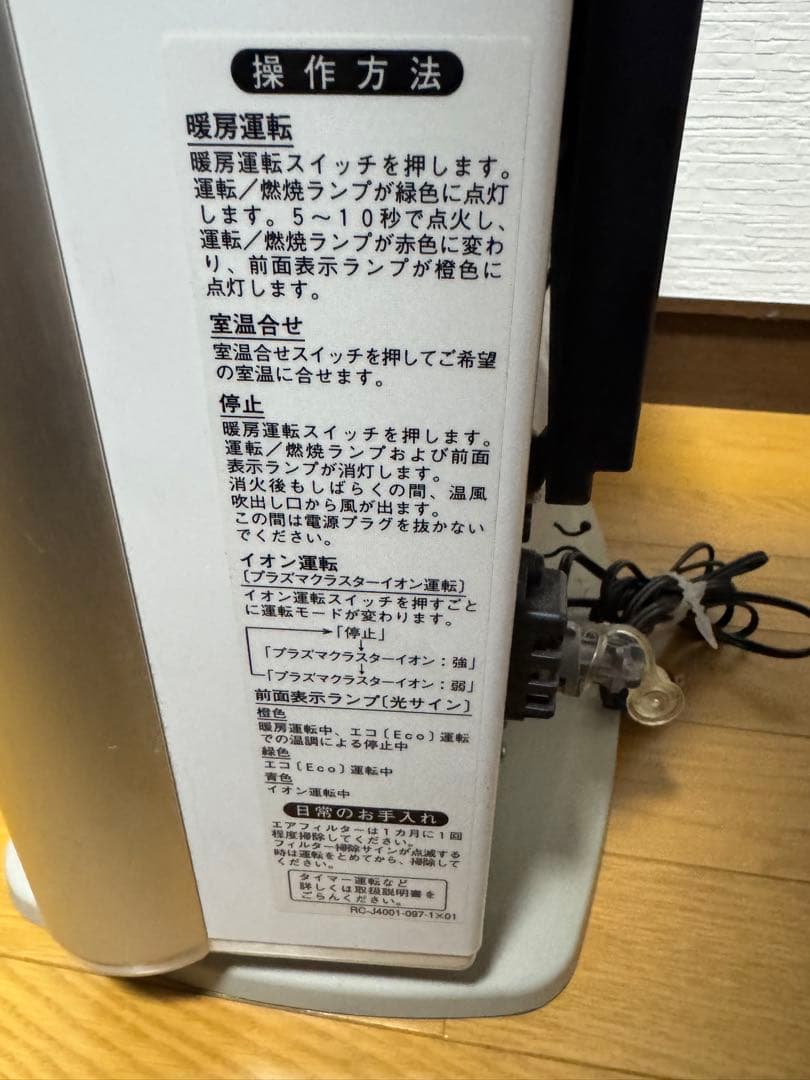 操作方法
暖房運転
暖房運転スイッチを押します。
運転／燃焼ランプが緑色に点灯
します。5～10秒で点火し、
運転／燃焼ランプが赤色に変わ
り、前面表示ランプが橙色に
点灯します。
室温合せ
室温合せスイッチを押してご希望
の室温に合せます。
停止
暖房運転スイッチを押します。
運転／燃焼ランプおよび前面
表示ランプが消灯します。
消火後もしばらくの間、温風
吹出し口から風が出ます。
この間は電源プラグを抜かない
でください。
イオン運転
〔プラズマクラスターイオン運転〕
イオン運転スイッチを押すごと
に運転モードが変わります。
「停止」
「プラズマクラスターイオン：強」
「プラズマクラスターイオン：弱」
前面表示ランプ〔光サイン〕
橙色
暖房運転中、エコ〔Eco〕運転
での温調による停止中
緑色
エコ〔Eco〕運転中
青色
イオン運転中
日常のお手入れ
エアフィルターは1カ月に1回
程度掃除してください。
フィルター掃除サインが点滅する
時は運転をとめてから、掃除して
ください。
タイマー運転など
詳しくは取扱説明書を
ごらんください。
RC-J4001-097-1×01